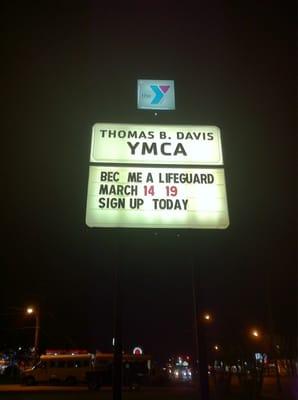 the Y
THOMAS B. DAVIS
YMCA
BEC ME A LIFEGUARD
MARCH 14 19
SIGN UP TODAY